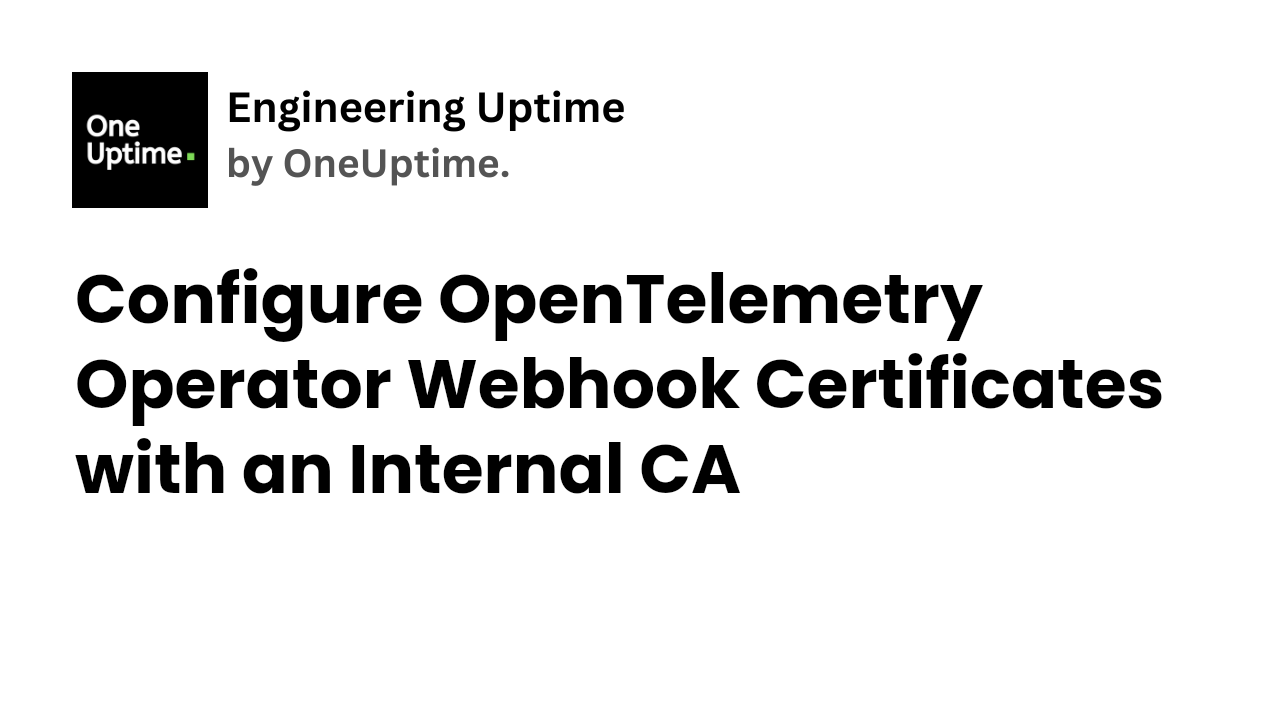 One
Uptime.
Engineering Uptime
by OneUptime.
Configure OpenTelemetry
Operator Webhook Certificates
with an Internal CA